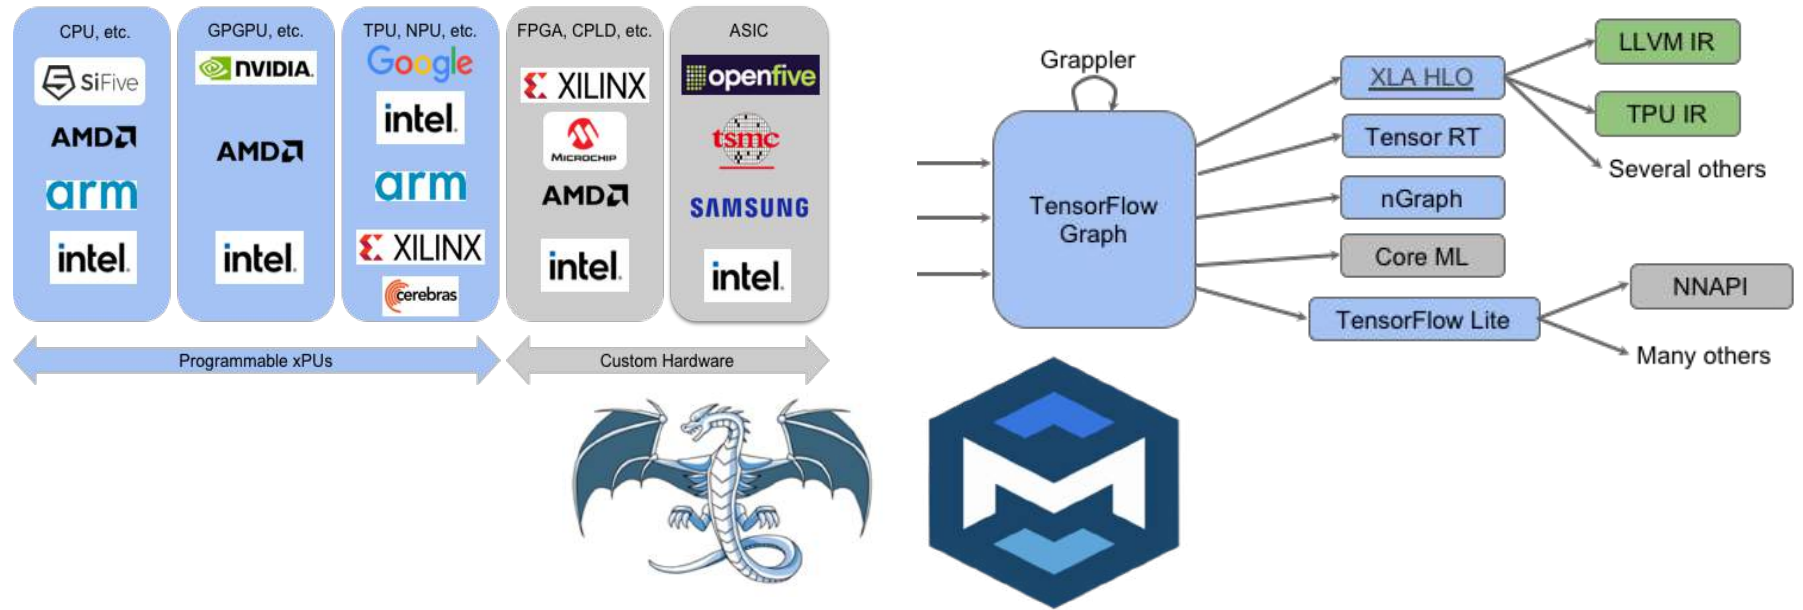 CPU, etc.
SiFive
AMD
arm
intel.
GPGPU, etc.
NVIDIA.
AMD
intel.
TPU, NPU, etc.
Google
intel.
arm
XILINX
cerebras
FPGA, CPLD, etc.
XILINX
MICROCHIP
AMD
intel.
ASIC
openfive
tsmc
SAMSUNG
intel.
Programmable xPUs
Custom Hardware
Grappler
TensorFlow
Graph
XLA HLO
Tensor RT
nGraph
Core ML
TensorFlow Lite
LLVM IR
TPU IR
Several others
NNAPI
Many others